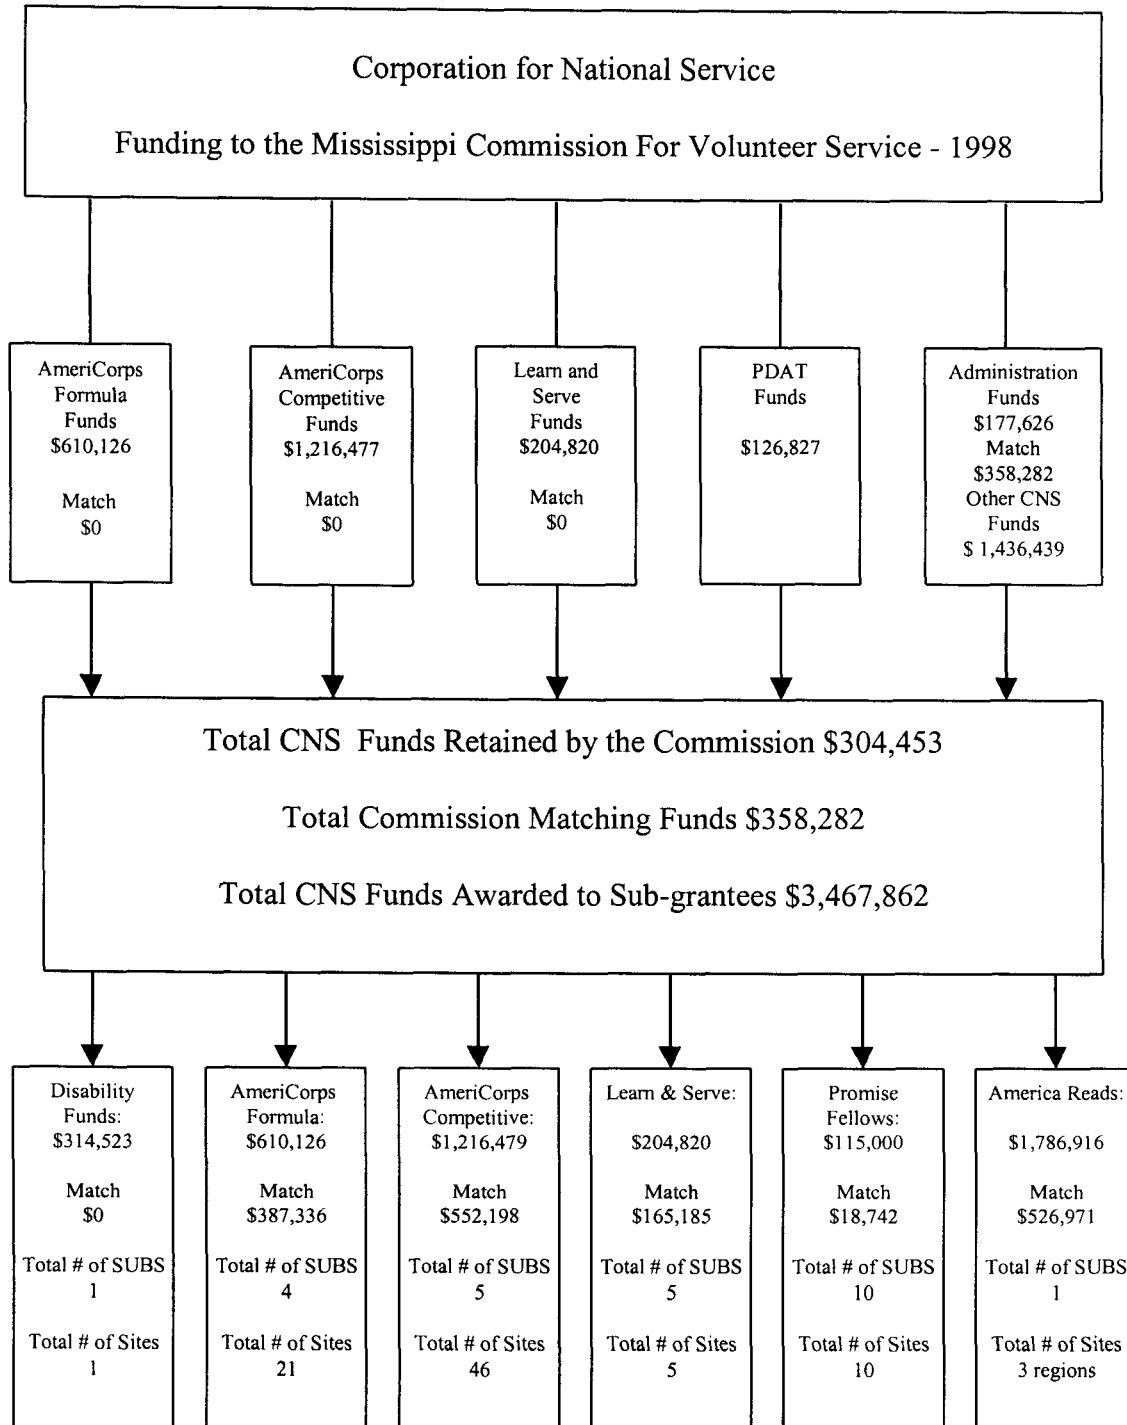 Corporation for National Service
Funding to the Mississippi Commission For Volunteer Service - 1998
AmeriCorps
Formula
Funds
$610,126
Match
$0
AmeriCorps
Competitive
Funds
$1,216,477
Match
$0
Learn and
Serve
Funds
$204,820
Match
$0
PDAT
Funds
$126,827
Administration
Funds
$177,626
Match
$358,282
Other CNS
Funds
$ 1,436,439
Total CNS Funds Retained by the Commission $304,453
Total Commission Matching Funds $358,282
Total CNS Funds Awarded to Sub-grantees $3,467,862
Disability
Funds:
$314,523
Match
$0
Total # of SUBS
1
Total # of Sites
1
AmeriCorps
Formula:
$610,126
Match
$387,336
Total # of SUBS
4
Total # of Sites
21
AmeriCorps
Competitive:
$1,216,479
Match
$552,198
Total # of SUBS
5
Total # of Sites
46
Learn & Serve:
$204,820
Match
$165,185
Total # of SUBS
5
Total # of Sites
5
Promise
Fellows:
$115,000
Match
$18,742
Total # of SUBS
10
Total # of Sites
10
America Reads:
$1,786,916
Match
$526,971
Total # of SUBS
1
Total # of Sites
3 regions